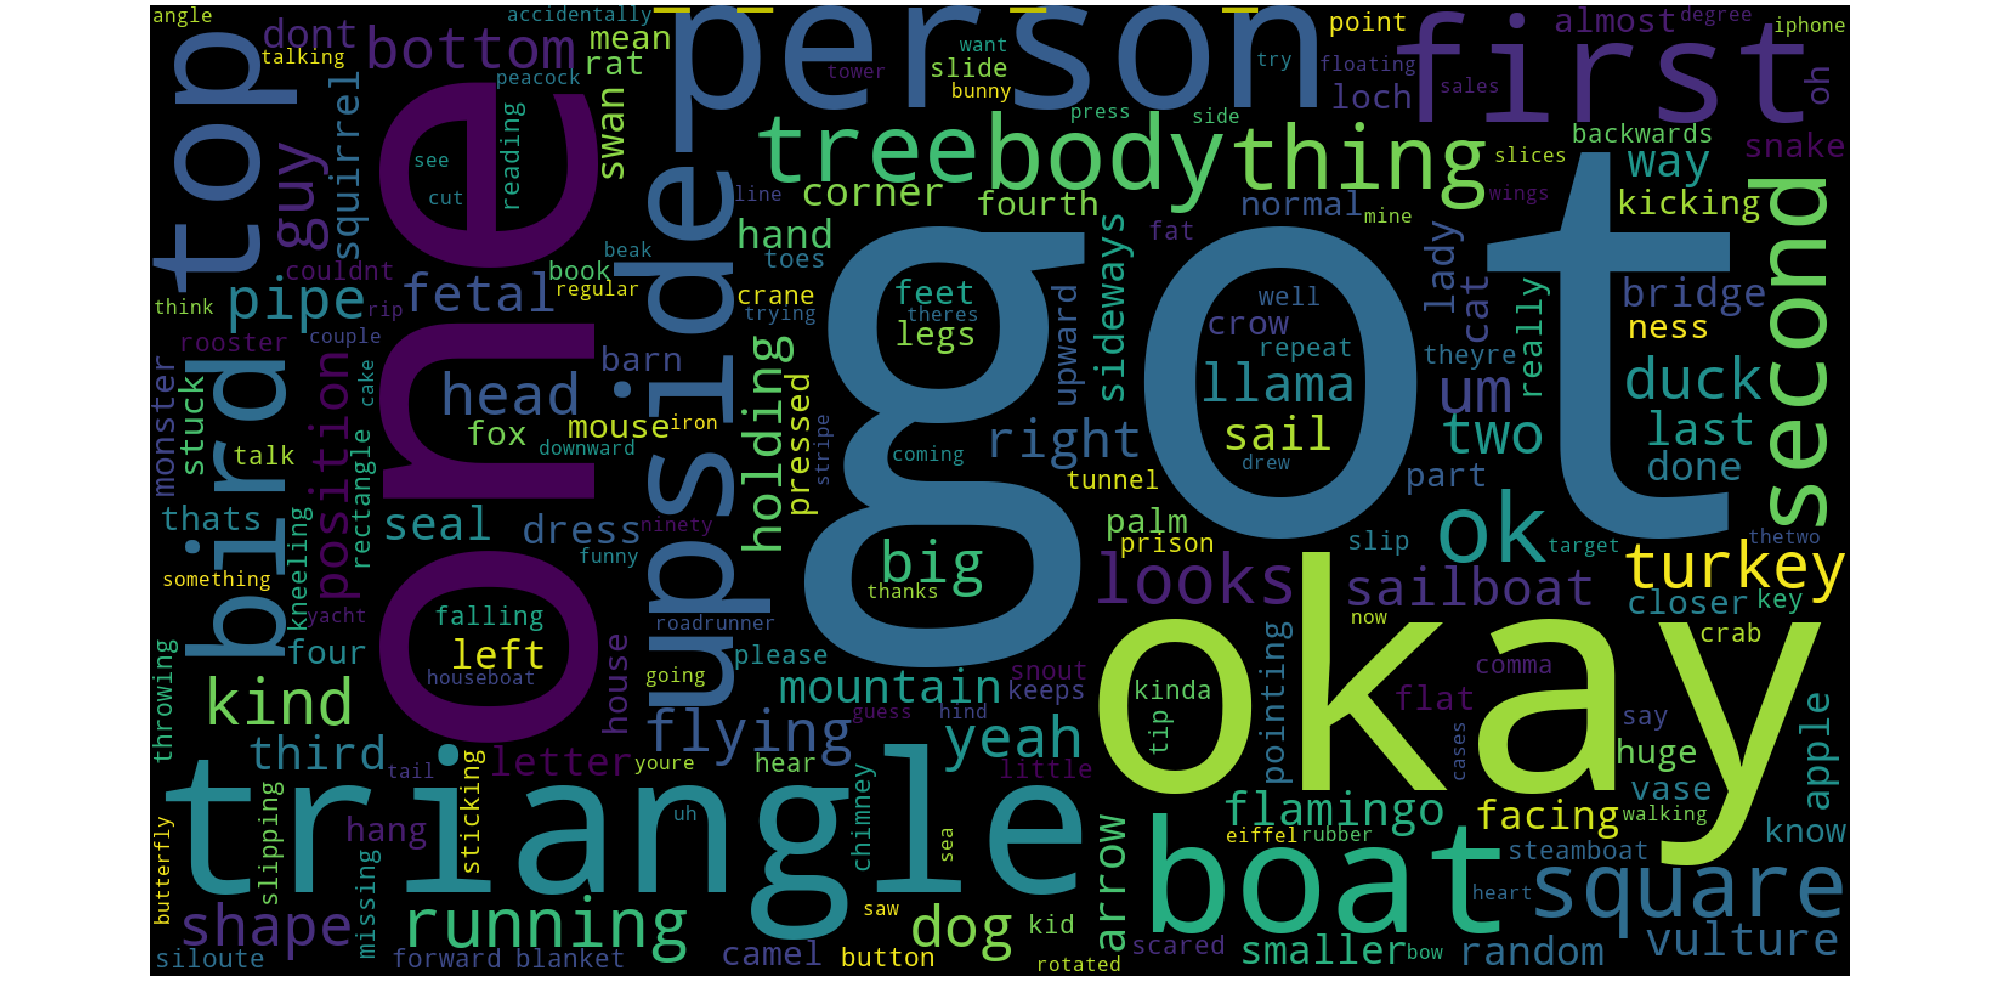 angle
accidentally
person
point
almost
degree
iphone
dont
bottom
mean
want
first
talking
rat
peacock
tower
slide
try
floating
oh
top
squirrel
reading
swan
bunny
loch
sales
guy
one
press
side
backwards
snake
see
tree
body
thing
slices
way
cut
line
corner
fourth
normal
mine
wings
kicking
second
upside
hand
toes
fat
sideways
lady
beak
couldnt
book
regular
fetal
pipe
rip
think
crane
trying
feet
theres
legs
got
upward
well
crow
repeat
cat
theyre
really
bridge
ness
rooster
couple
barn
monster
stuck
bird
position
cake
head
fox
mouse
iron
downward
holding
pressed
stripe
llama
sail
drew
um
two
duck
last
done
talk
rectangle
right
coming
tunnel
part
thats
seal
dress
ninety
funny
palm
prison
slip
ok
target
thetwo
something
kneeling
big
thanks
looks
sailboat
turkey
closer
key
yacht
falling
left
houseboat
roadrunner
now
crab
four
house
please
okay
throwing
kind
going
mountain
snout
keeps
kinda
tip
pointing
comma
flat
say
third
tail
letter
flying
guess
hind
yeah
cases
huge
apple
sticking
youre
hear
little
triangle
chimney
flamingo
facing
vase
walking
butterfly
slipping
hang
uh
sea
eiffel
rubber
know
missing
arrow
boat
steamboat
heart
square
shape
running
saw
dog
kid
scared
smaller
bow
random
vulture
siloute
forward
blanket
camel
button
rotated